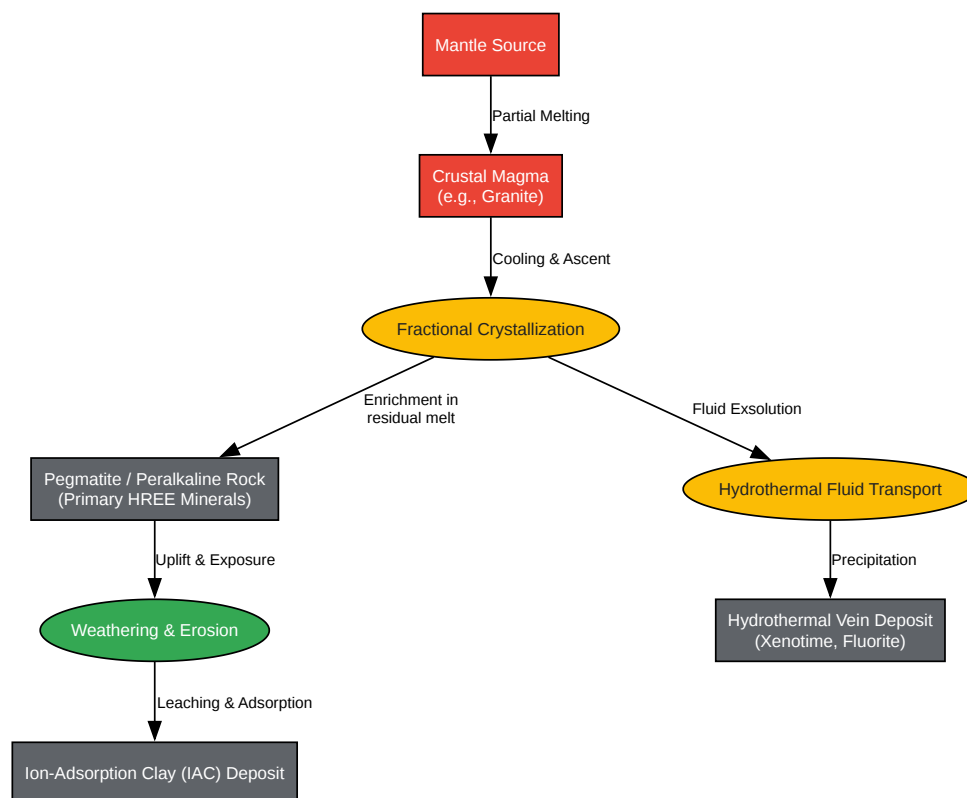 Mantle Source
Partial Melting
Crustal Magma
(e.g., Granite)
Cooling & Ascent
Fractional Crystallization
Enrichment in
residual melt
Fluid Exsolution
Pegmatite / Peralkaline Rock
(Primary HREE Minerals)
Hydrothermal Fluid Transport
Uplift & Exposure
Precipitation
Weathering & Erosion
Hydrothermal Vein Deposit
(Xenotime, Fluorite)
Leaching & Adsorption
Ion-Adsorption Clay (IAC) Deposit